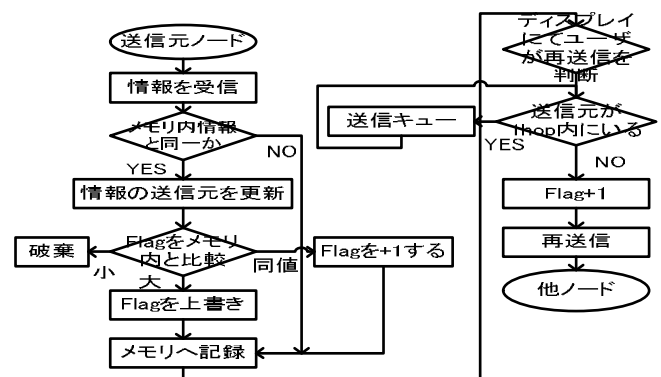 送信元ノード
情報を受信
メモリ内情報
と同一か
YES
NO
情報の送信元を更新
Flagをメモリ
内と比較
破棄
小
大
同値
Flagを+1する
Flagを上書き
メモリへ記録
ディスプレイ
にてユーザ
が再送信を
判断
送信キュー
送信元が
1hop内にいる
YES
NO
Flag+1
再送信
他ノード